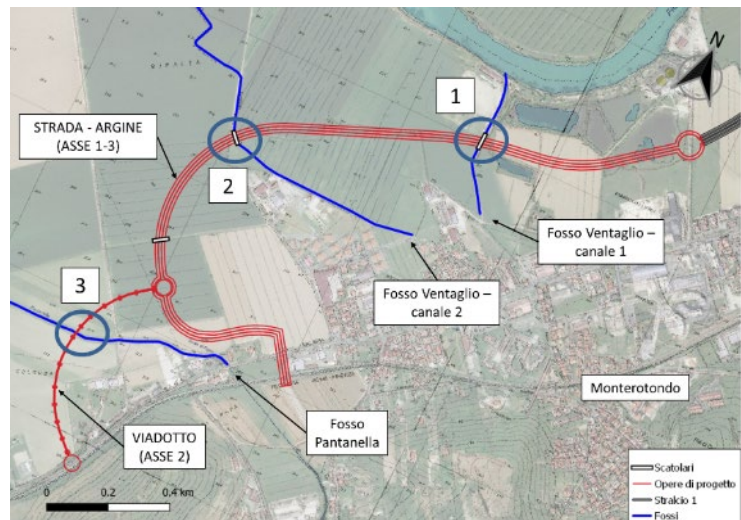 N
1
STRADA - ARGINE
(ASSE 1-3)
2
Fosso Ventaglio –
canale 1
3
Fosso Ventaglio –
canale 2
Monterotondo
Fosso
Pantanella
VIADOTTO
(ASSE 2)
Scatolari
Opere di progetto
Stralcio 1
Fossi
0 0.2 0.4 km